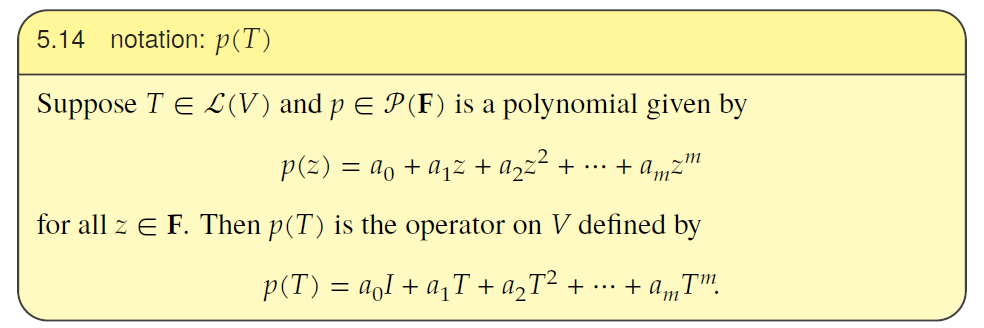 5.14 notation: p(T)
Suppose T ∈ ℒ(V) and p ∈ 𝒫(𝐅) is a polynomial given by
p(z) = a₀ + a₁z + a₂z² + ⋯ + aₘzᵐ
for all z ∈ 𝐅. Then p(T) is the operator on V defined by
p(T) = a₀I + a₁T + a₂T² + ⋯ + aₘTᵐ.